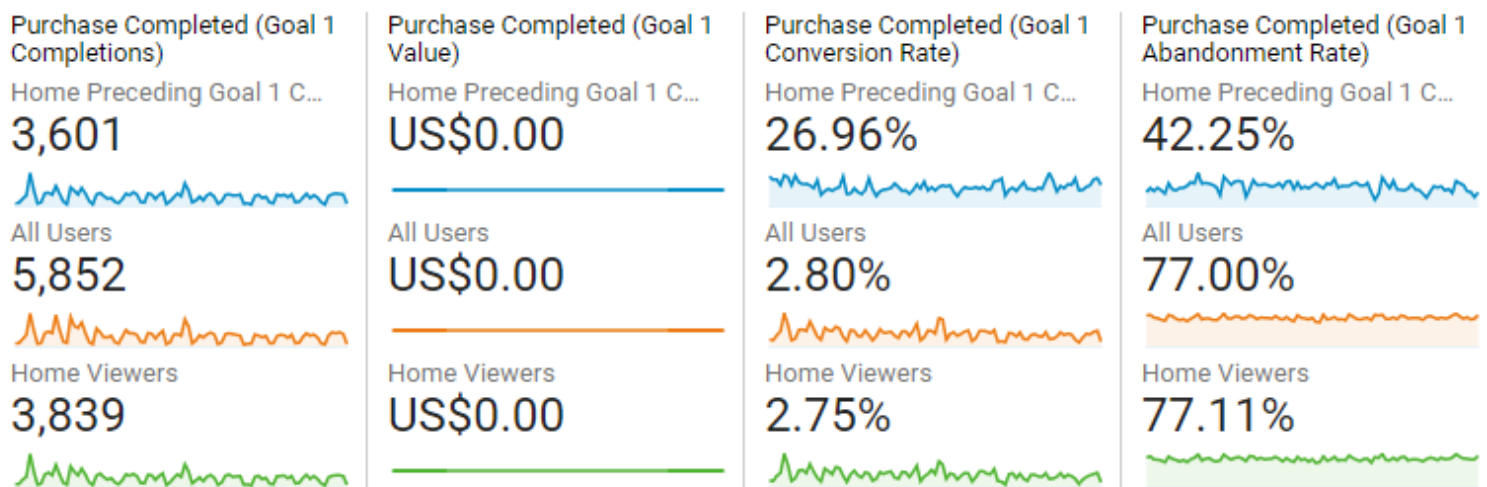 Purchase Completed (Goal 1
Completions)
Home Preceding Goal 1 C...
3,601
All Users
5,852
Home Viewers
3,839
Purchase Completed (Goal 1
Value)
Home Preceding Goal 1 C...
US$0.00
All Users
US$0.00
Home Viewers
US$0.00
Purchase Completed (Goal 1
Conversion Rate)
Home Preceding Goal 1 C...
26.96%
All Users
2.80%
Home Viewers
2.75%
Purchase Completed (Goal 1
Abandonment Rate)
Home Preceding Goal 1 C...
42.25%
All Users
77.00%
Home Viewers
77.11%